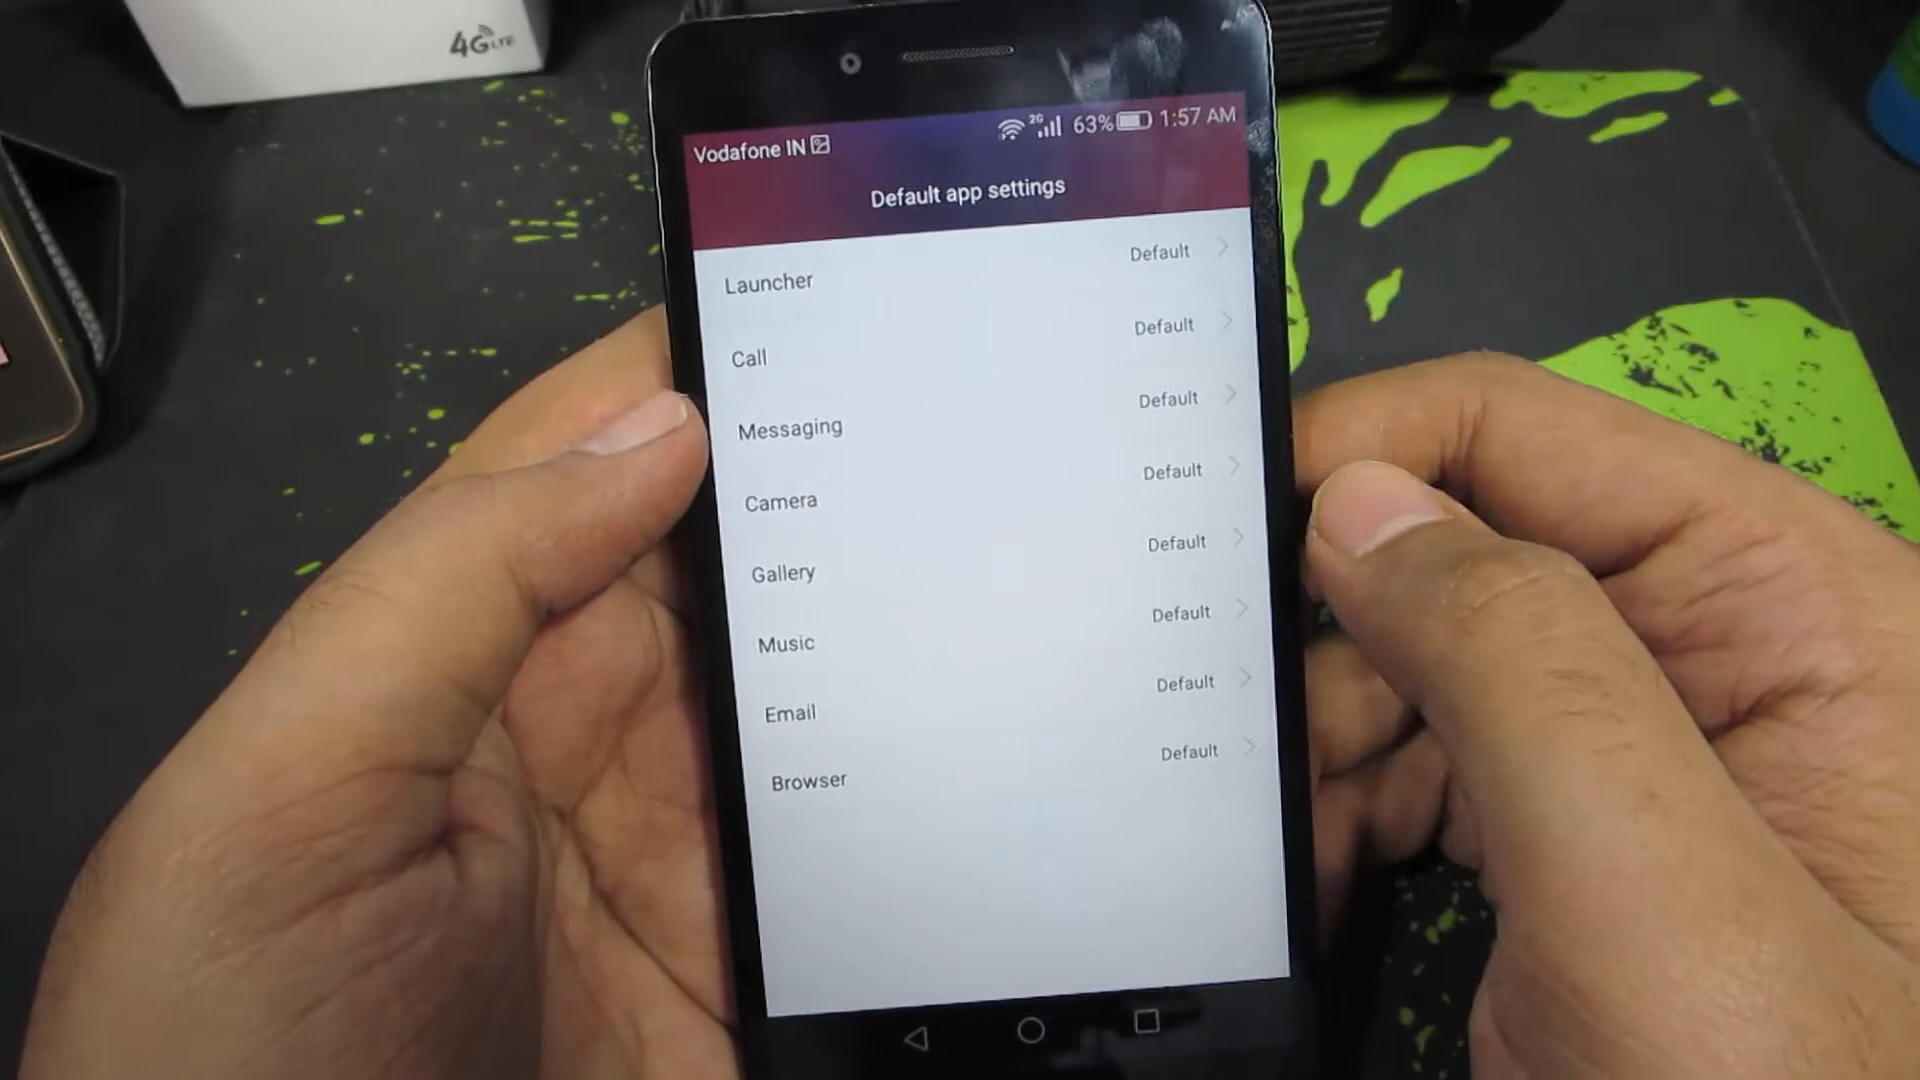 4G LTE
Vodafone IN 2G 63% 1:57 AM
Default app settings
Launcher Default
Call Default
Messaging Default
Camera Default
Gallery Default
Music Default
Email Default
Browser Default